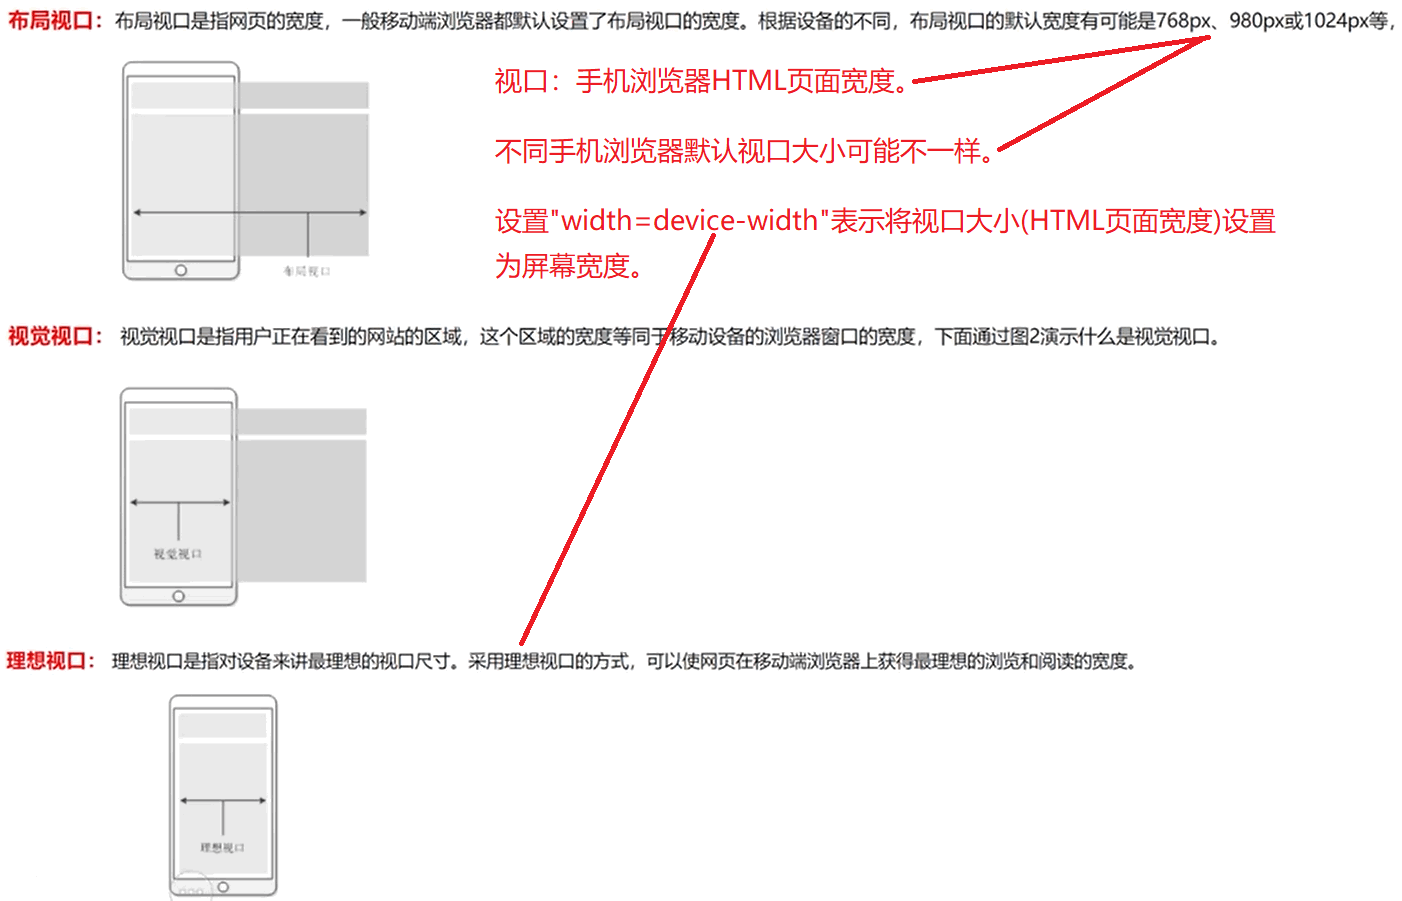 布局视口：布局视口是指网页的宽度，一般移动端浏览器都默认设置了布局视口的宽度。根据设备的不同，布局视口的默认宽度有可能是768px、980px或1024px等，
视口：手机浏览器HTML页面宽度。
不同手机浏览器默认视口大小可能不一样。
设置"width=device-width"表示将视口大小(HTML页面宽度)设置
为屏幕宽度。
布局视口
视觉视口：视觉视口是指用户正在看到的网站的区域，这个区域的宽度等同于移动设备的浏览器窗口的宽度，下面通过图2演示什么是视觉视口。
视觉视口
理想视口：理想视口是指对设备来讲最理想的视口尺寸。采用理想视口的方式，可以使网页在移动端浏览器上获得最理想的浏览和阅读的宽度。
理想视口